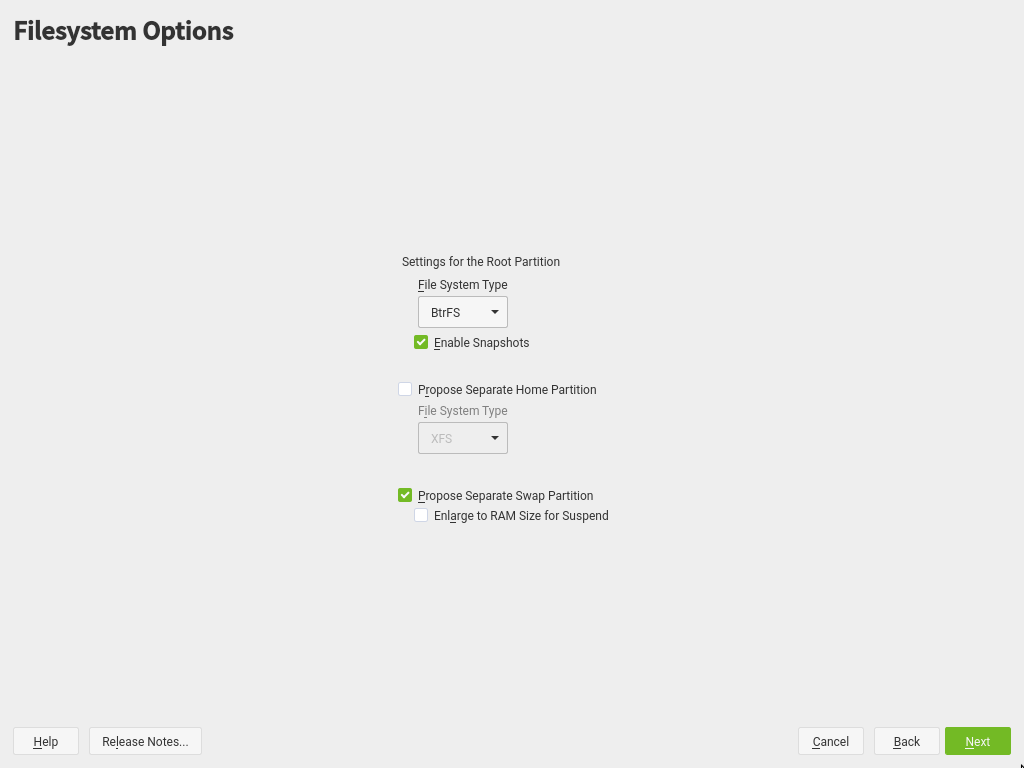 Filesystem Options
Settings for the Root Partition
File System Type
BtrFS
Enable Snapshots
Propose Separate Home Partition
File System Type
XFS
Propose Separate Swap Partition
Enlarge to RAM Size for Suspend
Help Release Notes... Cancel Back Next